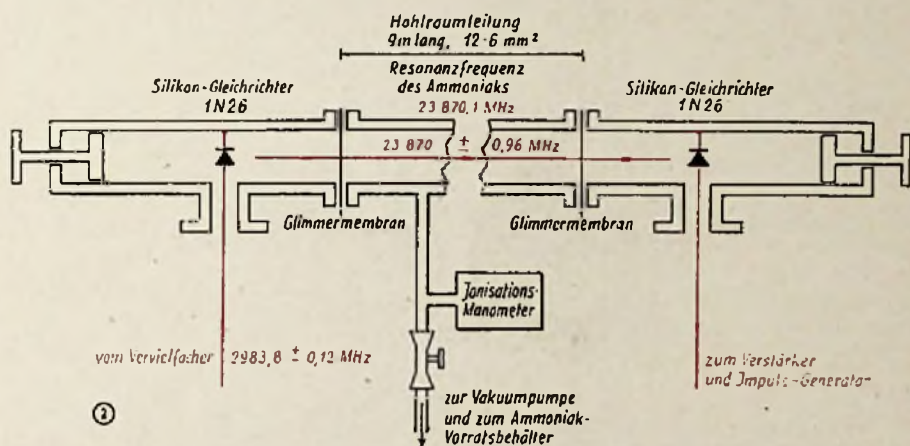 Hohlraumleitung
9m lang, 12·6 mm²
Resonanzfrequenz
des Ammoniaks
23 870,1 MHz
Silikon-Gleichrichter
1N26
Silikon-Gleichrichter
1N26
23 870 ± 0,96 MHz
Glimmermembran
Glimmermembran
Jonisations-
Manometer
vom Vervielfacher 2983,8 ± 0,12 MHz
zum Verstärker
und Impuls-Generator
zur Vakuumpumpe
und zum Ammoniak-
Vorratsbehälter
2